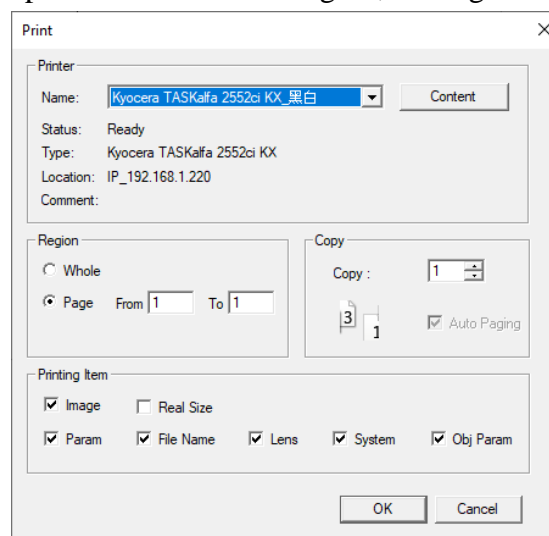 Print
Printer
Name: Kyocera TASKalfa 2552ci KX_黑白 Content
Status: Ready
Type: Kyocera TASKalfa 2552ci KX
Location: IP_192.168.1.220
Comment:
Region
Whole
Page From 1 To 1
Copy
Copy : 1
3 1 Auto Paging
Printing Item
Image Real Size
Param File Name Lens System Obj Param
OK Cancel